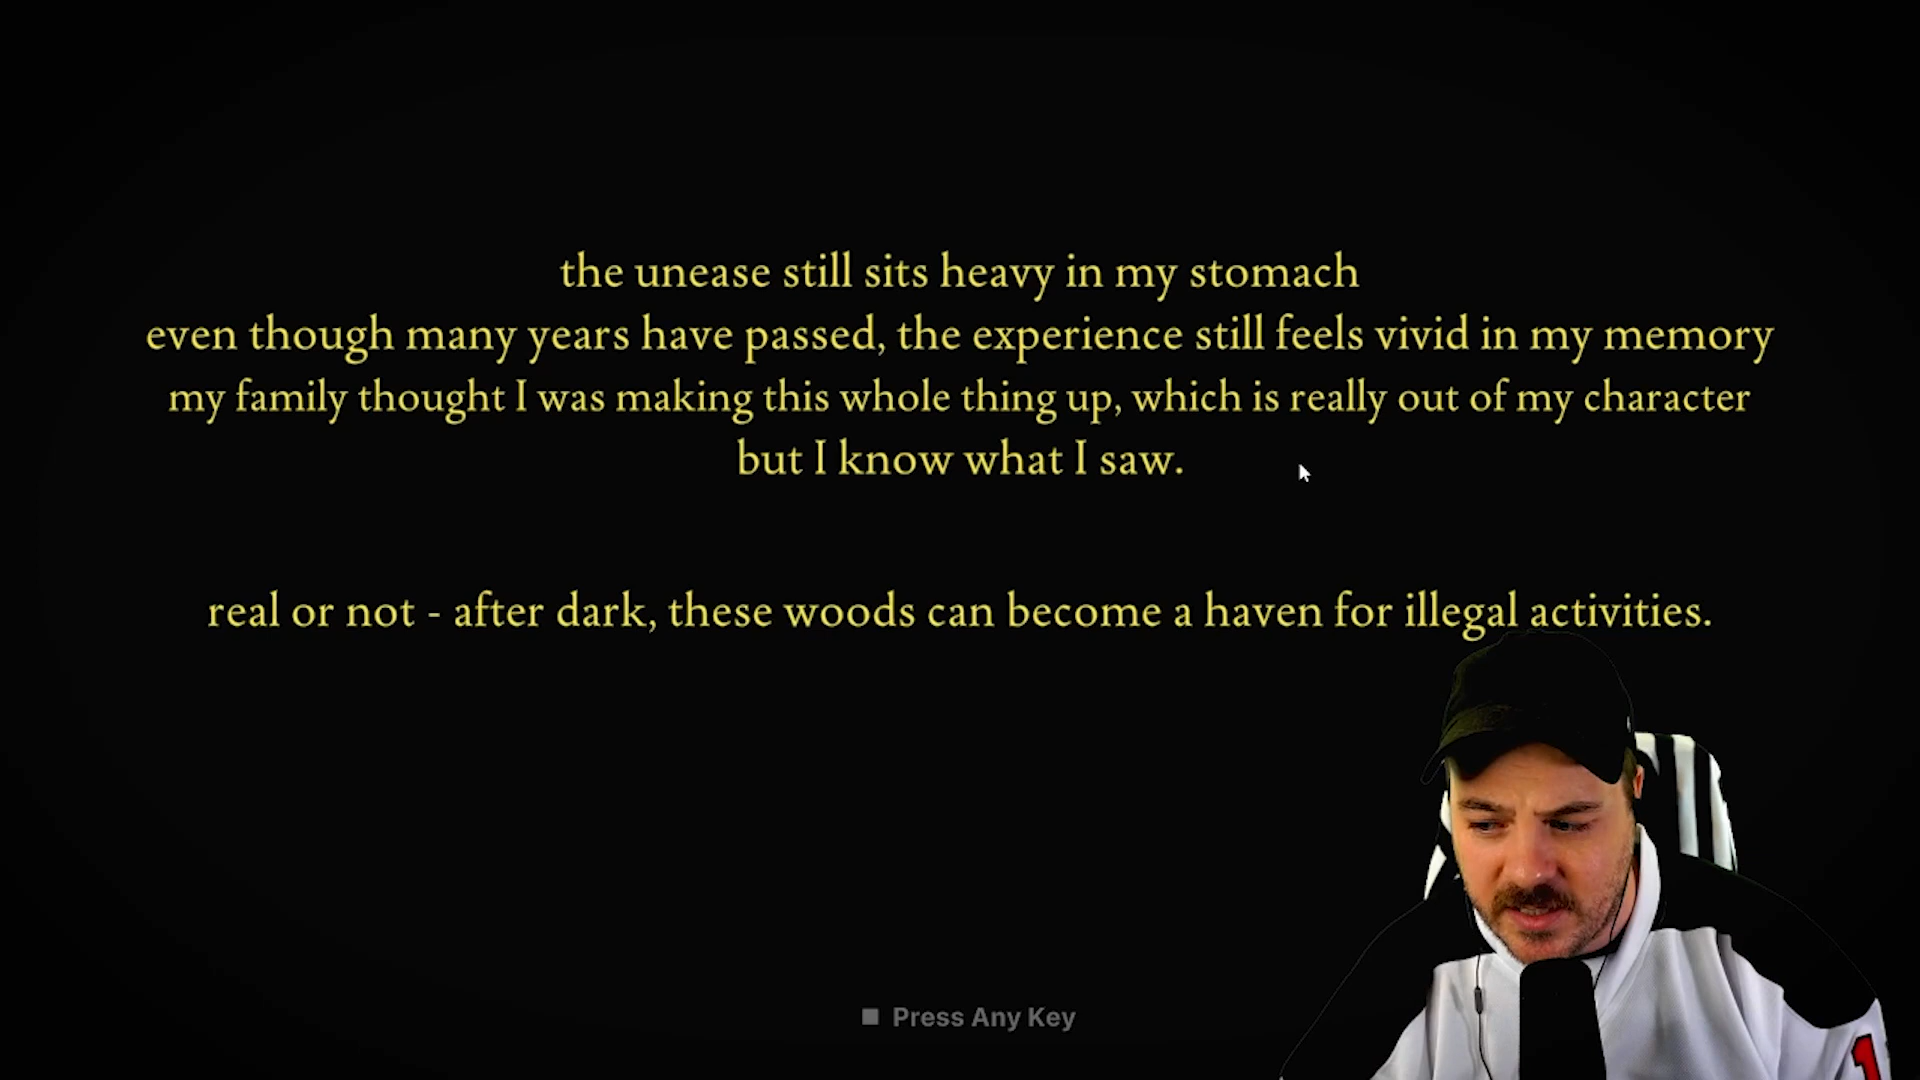 the unease still sits heavy in my stomach
even though many years have passed, the experience still feels vivid in my memory
my family thought I was making this whole thing up, which is really out of my character
but I know what I saw.
real or not - after dark, these woods can become a haven for illegal activities.
Press Any Key
1